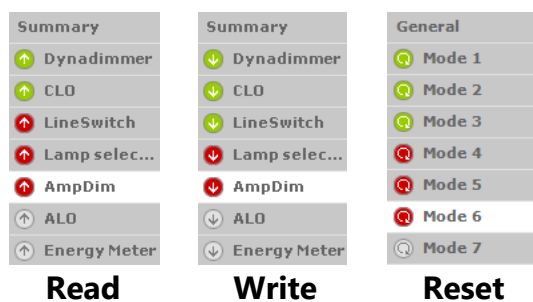 Summary
Dynadimmer
CLO
LineSwitch
Lamp selec...
AmpDim
ALO
Energy Meter
Read
Summary
Dynadimmer
CLO
LineSwitch
Lamp selec...
AmpDim
ALO
Energy Meter
Write
General
Mode 1
Mode 2
Mode 3
Mode 4
Mode 5
Mode 6
Mode 7
Reset